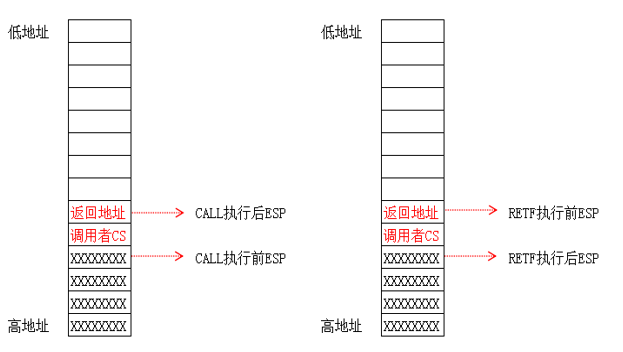 低地址
低地址
返回地址 CALL执行后ESP
返回地址 RETF执行前ESP
调用者CS
调用者CS
XXXXXXXX CALL执行前ESP
XXXXXXXX RETF执行后ESP
XXXXXXXX
XXXXXXXX
XXXXXXXX
XXXXXXXX
高地址 XXXXXXXX
高地址 XXXXXXXX